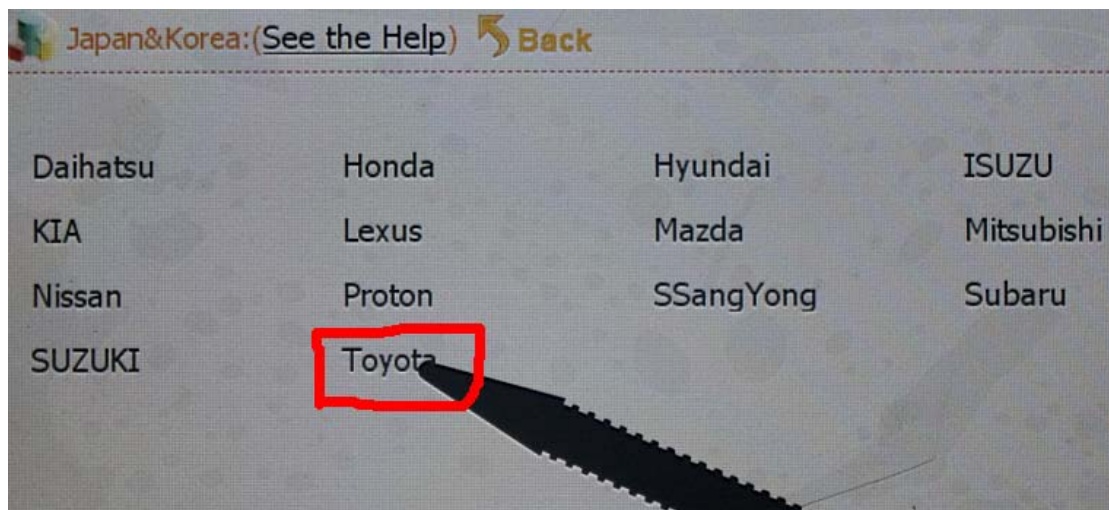 Japan&Korea:(See the Help) Back
Daihatsu Honda Hyundai ISUZU
KIA Lexus Mazda Mitsubishi
Nissan Proton SSangYong Subaru
SUZUKI Toyota